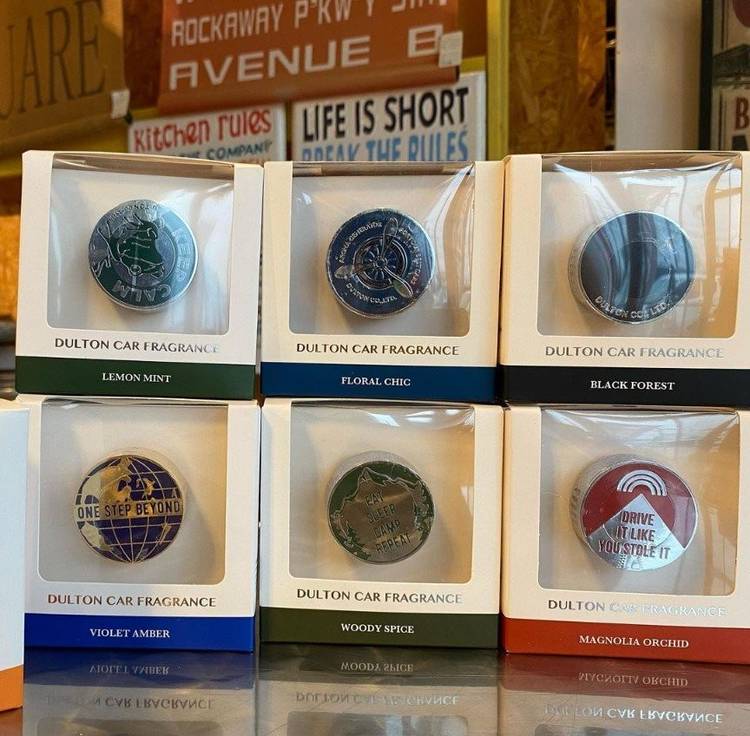 UARE
ROCKAWAY P'KW'Y
AVENUE B
Kitchen rules
COMPANY
LIFE IS SHORT
BREAK THE RULES
KEEP
CALM
DULTON CAR FRAGRANCE
LEMON MINT
DULTON CO., LTD.
DULTON CAR FRAGRANCE
FLORAL CHIC
DULTON CO., LTD.
DULTON CAR FRAGRANCE
BLACK FOREST
ONE STEP BEYOND
DULTON CAR FRAGRANCE
VIOLET AMBER
EAT
SLEEP
CAMP
REPEAT
DULTON CAR FRAGRANCE
WOODY SPICE
DRIVE
IT LIKE
YOU STOLE IT
DULTON CAR FRAGRANCE
MAGNOLIA ORCHID